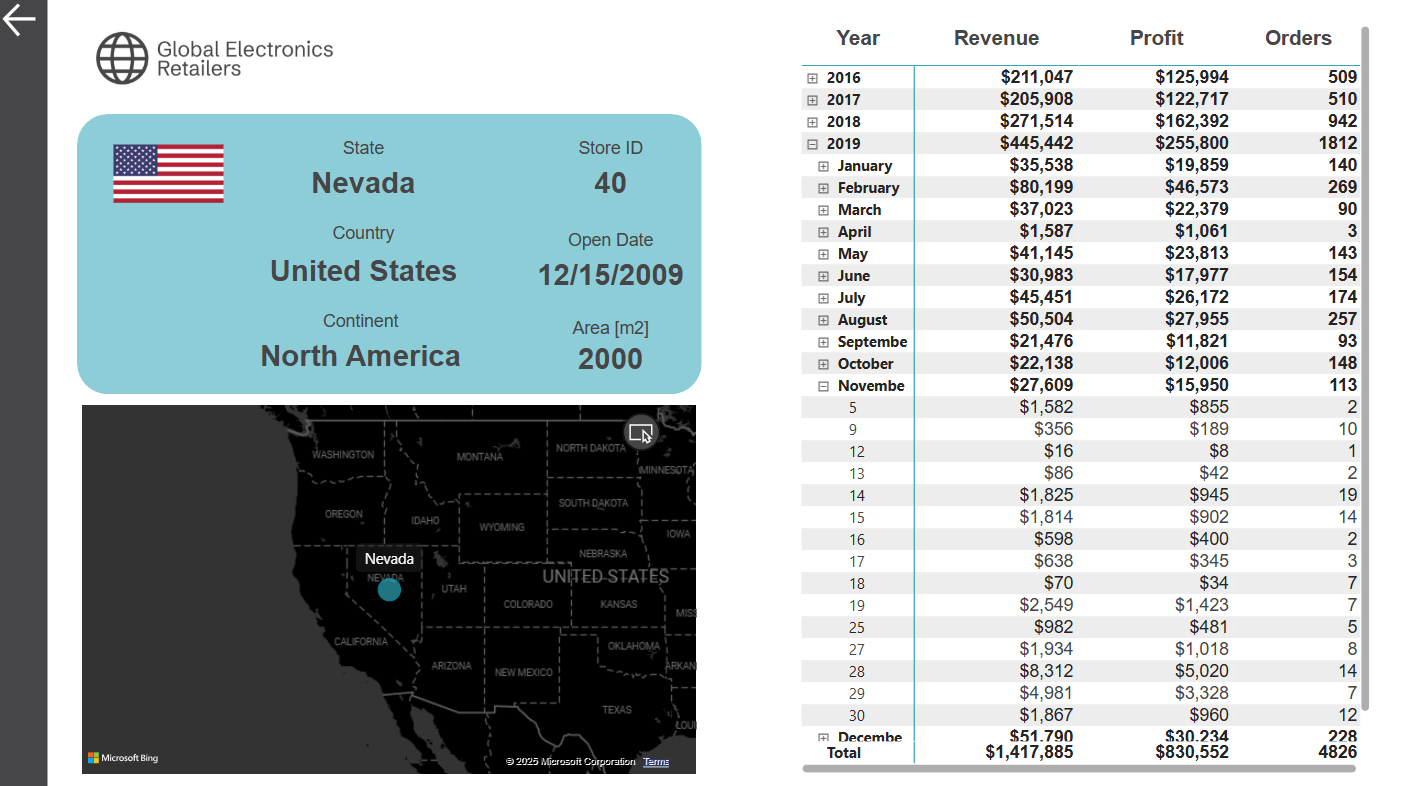 Global Electronics
Retailers
State
Nevada
Store ID
40
Country
United States
Open Date
12/15/2009
Continent
North America
Area [m2]
2000
WASHINGTON
MONTANA
NORTH DAKOTA
MINNESOTA
OREGON
IDAHO
WYOMING
SOUTH DAKOTA
IOWA
Nevada
NEVADA
UTAH
NEBRASKA
UNITED STATES
COLORADO
KANSAS
MISS
CALIFORNIA
ARIZONA
NEW MEXICO
OKLAHOMA
ARKAN
TEXAS
LOUI
Microsoft Bing
© 2025 Microsoft Corporation Terms
Year Revenue Profit Orders
2016 $211,047 $125,994 509
2017 $205,908 $122,717 510
2018 $271,514 $162,392 942
2019 $445,442 $255,800 1812
January $35,538 $19,859 140
February $80,199 $46,573 269
March $37,023 $22,379 90
April $1,587 $1,061 3
May $41,145 $23,813 143
June $30,983 $17,977 154
July $45,451 $26,172 174
August $50,504 $27,955 257
Septembe $21,476 $11,821 93
October $22,138 $12,006 148
Novembe $27,609 $15,950 113
5 $1,582 $855 2
9 $356 $189 10
12 $16 $8 1
13 $86 $42 2
14 $1,825 $945 19
15 $1,814 $902 14
16 $598 $400 2
17 $638 $345 3
18 $70 $34 7
19 $2,549 $1,423 7
25 $982 $481 5
27 $1,934 $1,018 8
28 $8,312 $5,020 14
29 $4,981 $3,328 7
30 $1,867 $960 12
Decembe $51,790 $30,234 228
Total $1,417,885 $830,552 4826